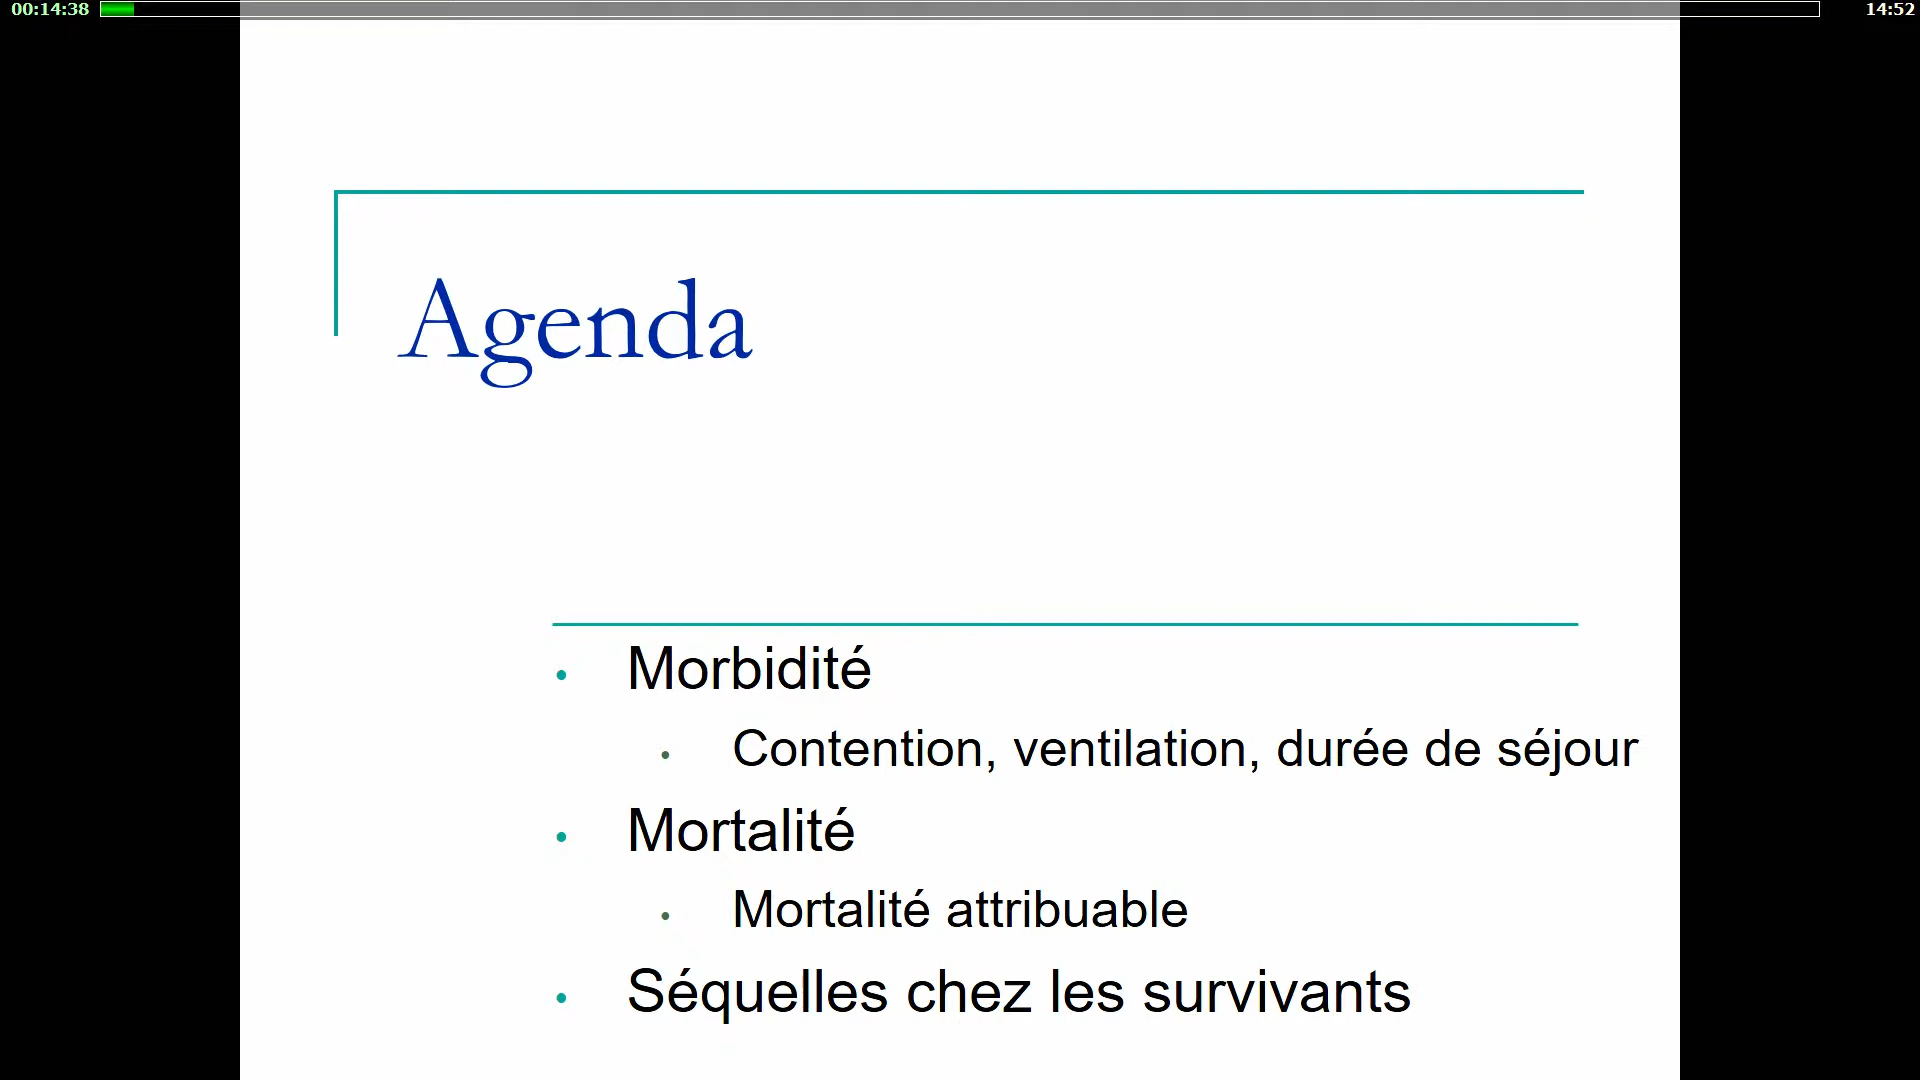 00:14:38
14:52
Agenda
• Morbidité
• Contention, ventilation, durée de séjour
• Mortalité
• Mortalité attribuable
• Séquelles chez les survivants